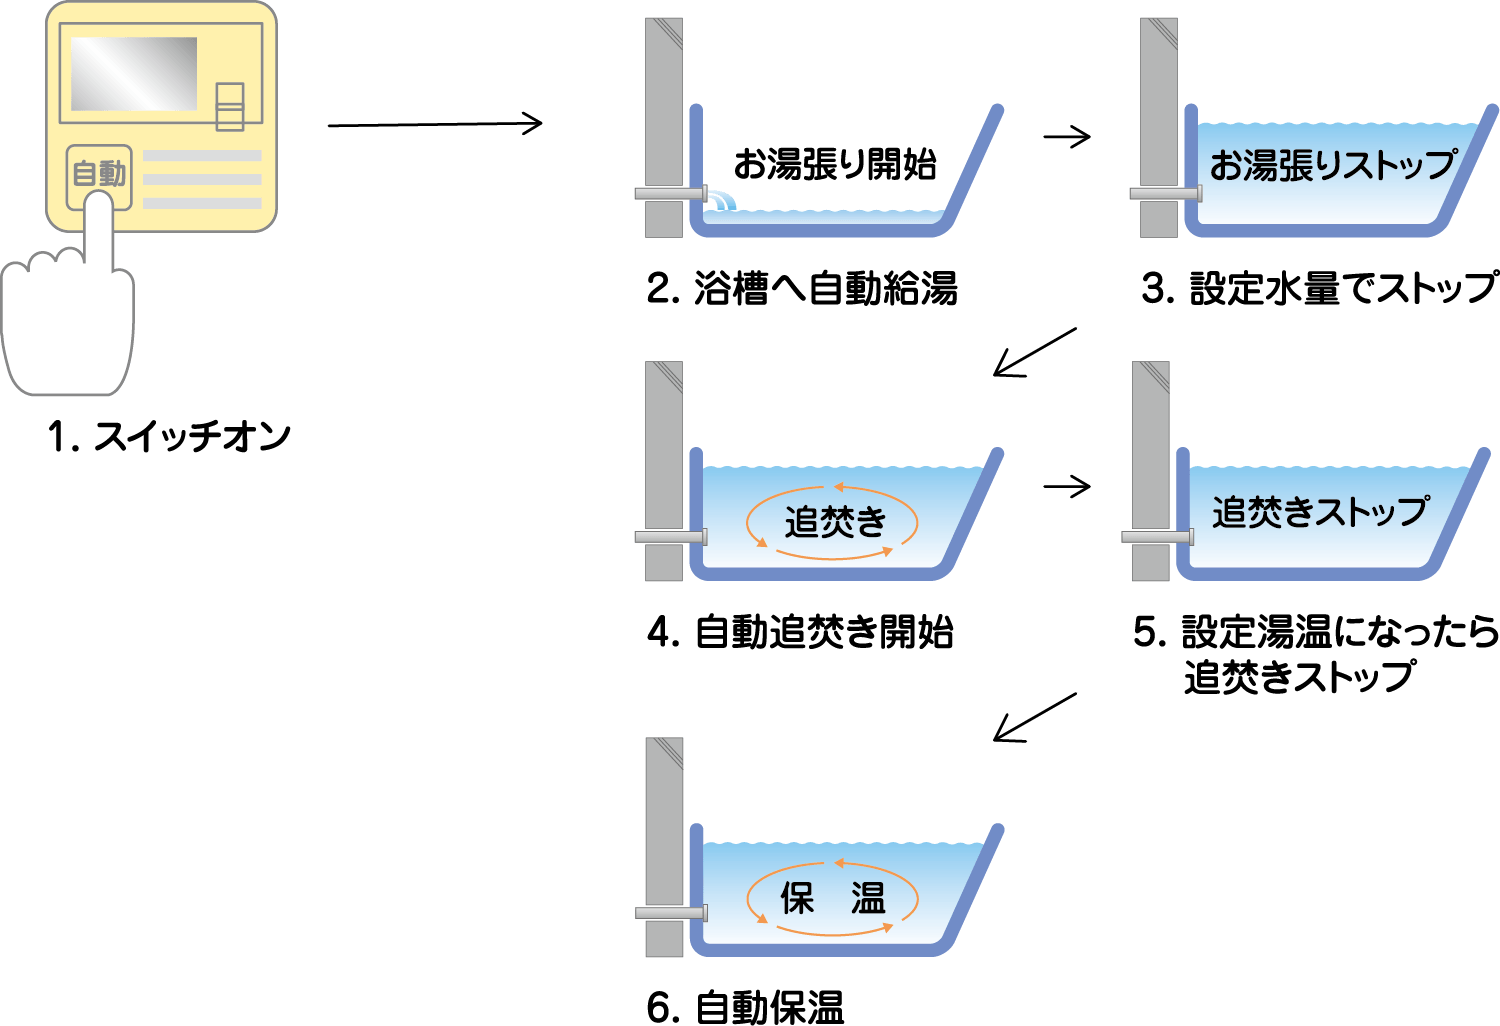 自動
1. スイッチオン
お湯張り開始
2. 浴槽へ自動給湯
お湯張りストップ
3. 設定水量でストップ
追焚き
4. 自動追焚き開始
追焚きストップ
5. 設定湯温になったら
追焚きストップ
保　温
6. 自動保温